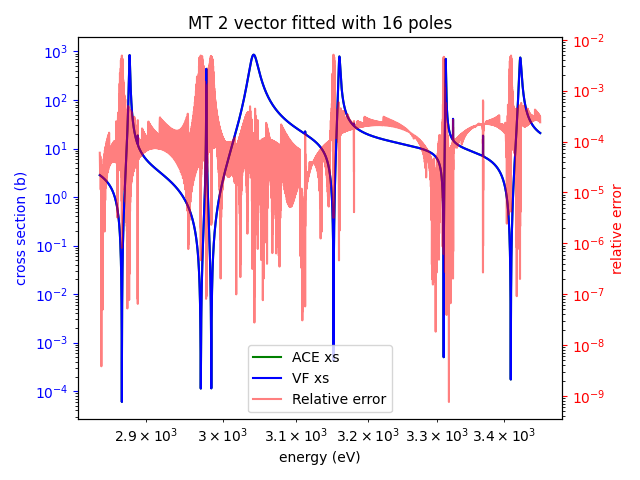 MT 2 vector fitted with 16 poles
10³
10²
10¹
10⁰
10⁻¹
10⁻²
10⁻³
10⁻⁴
cross section (b)
10⁻²
10⁻³
10⁻⁴
10⁻⁵
10⁻⁶
10⁻⁷
10⁻⁸
10⁻⁹
relative error
ACE xs
VF xs
Relative error
2.9 × 10³ 3 × 10³ 3.1 × 10³ 3.2 × 10³ 3.3 × 10³ 3.4 × 10³
energy (eV)